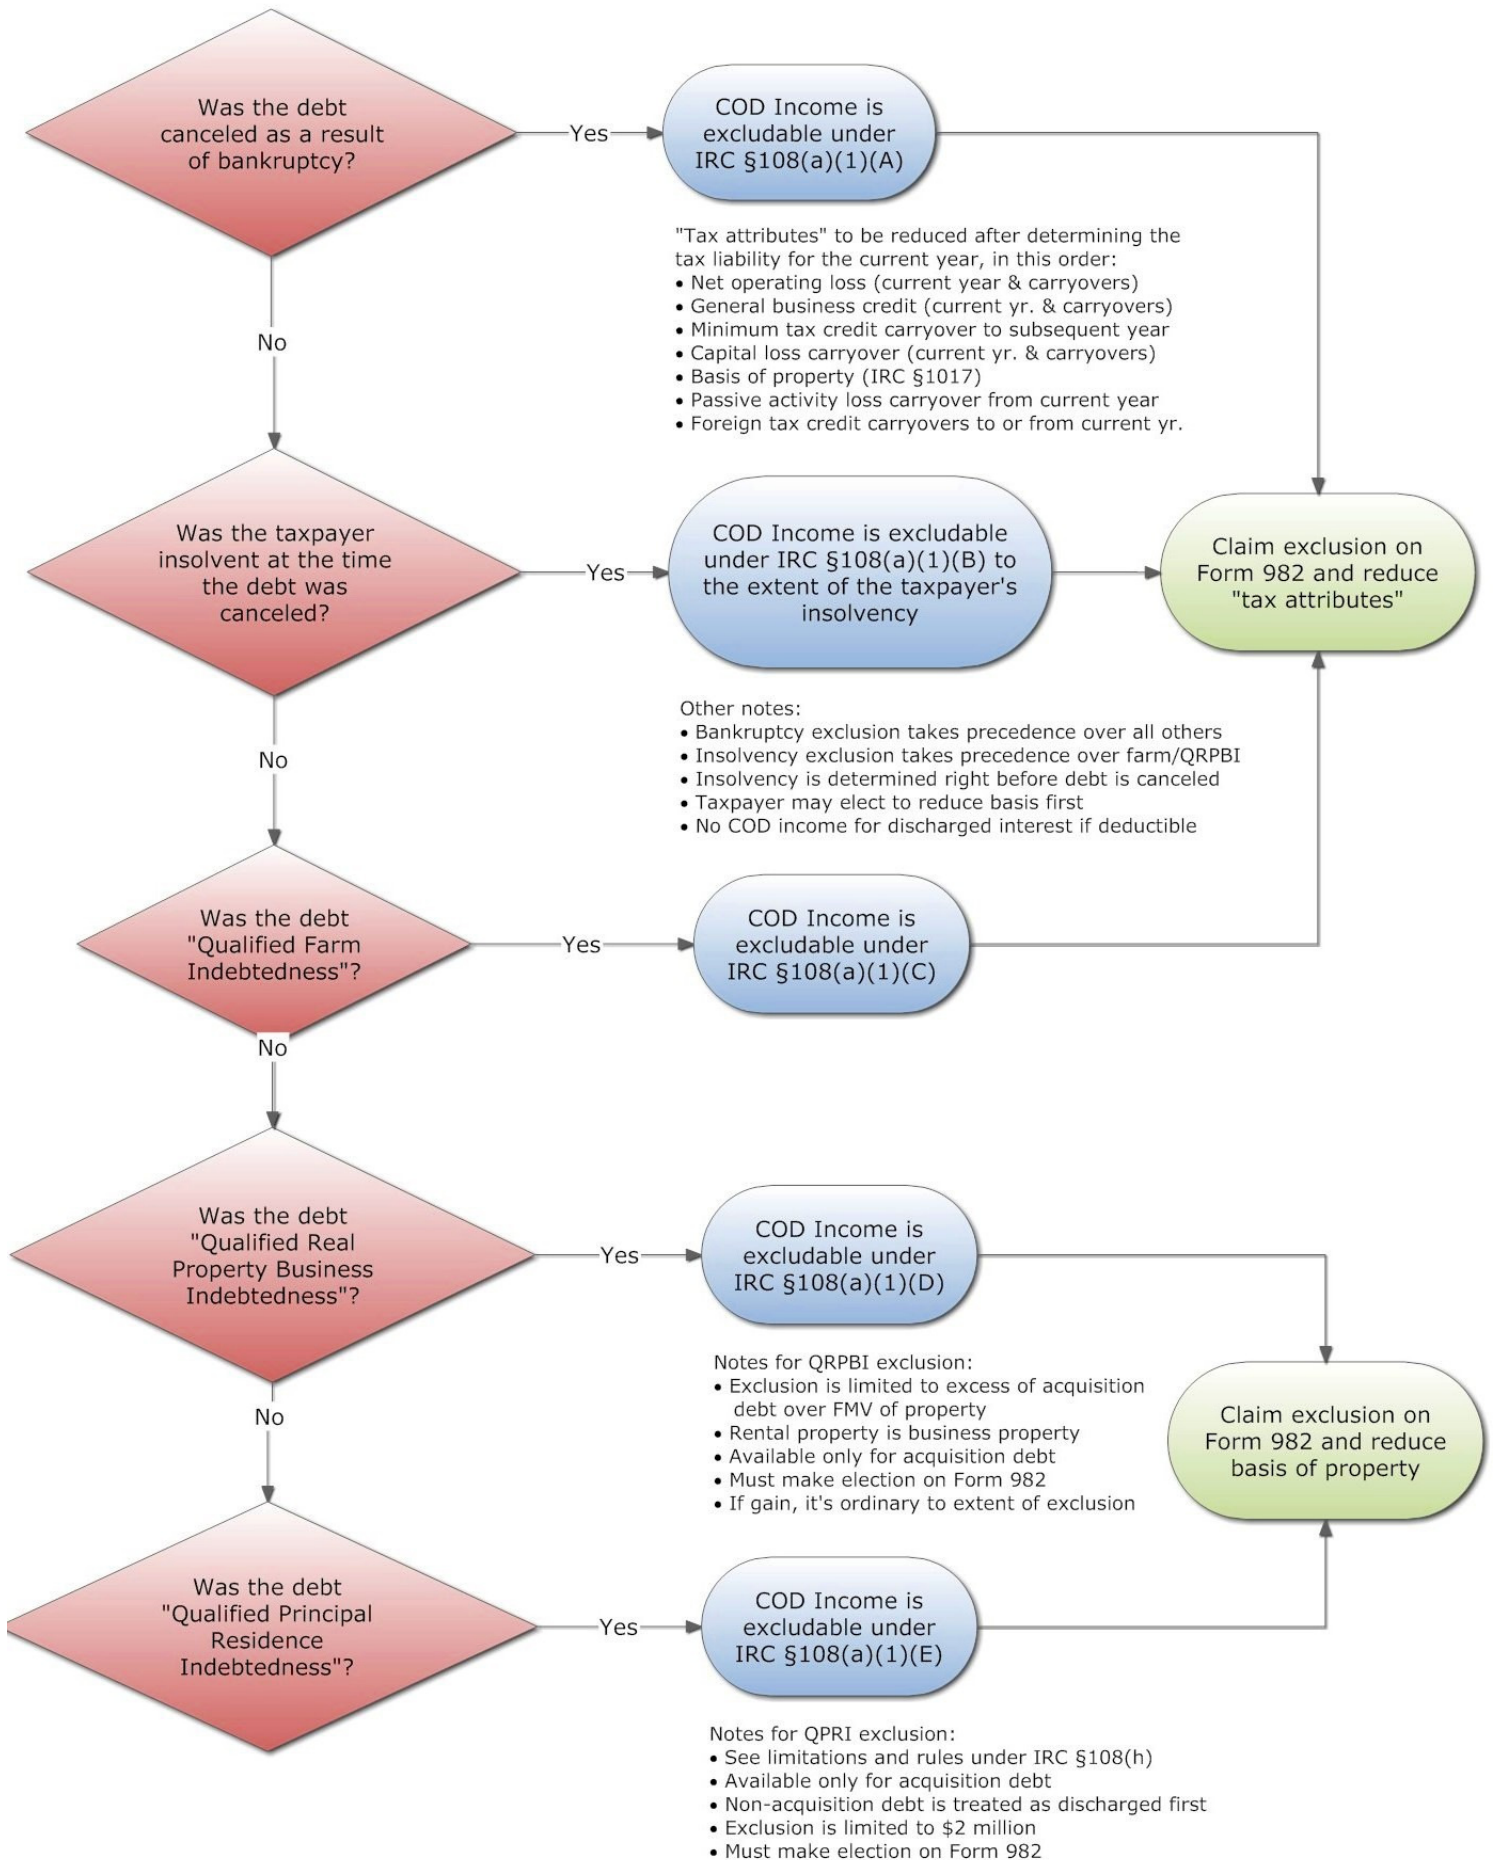 Was the debt
canceled as a result
of bankruptcy?
Yes
COD Income is
excludable under
IRC §108(a)(1)(A)
"Tax attributes" to be reduced after determining the
tax liability for the current year, in this order:
• Net operating loss (current year & carryovers)
• General business credit (current yr. & carryovers)
• Minimum tax credit carryover to subsequent year
• Capital loss carryover (current yr. & carryovers)
• Basis of property (IRC §1017)
• Passive activity loss carryover from current year
• Foreign tax credit carryovers to or from current yr.
No
Was the taxpayer
insolvent at the time
the debt was
canceled?
Yes
COD Income is excludable
under IRC §108(a)(1)(B) to
the extent of the taxpayer's
insolvency
Claim exclusion on
Form 982 and reduce
"tax attributes"
Other notes:
• Bankruptcy exclusion takes precedence over all others
• Insolvency exclusion takes precedence over farm/QRPBI
• Insolvency is determined right before debt is canceled
• Taxpayer may elect to reduce basis first
• No COD income for discharged interest if deductible
No
Was the debt
"Qualified Farm
Indebtedness"?
Yes
COD Income is
excludable under
IRC §108(a)(1)(C)
No
Was the debt
"Qualified Real
Property Business
Indebtedness"?
Yes
COD Income is
excludable under
IRC §108(a)(1)(D)
Notes for QRPBI exclusion:
• Exclusion is limited to excess of acquisition
debt over FMV of property
• Rental property is business property
• Available only for acquisition debt
• Must make election on Form 982
• If gain, it's ordinary to extent of exclusion
Claim exclusion on
Form 982 and reduce
basis of property
No
Was the debt
"Qualified Principal
Residence
Indebtedness"?
Yes
COD Income is
excludable under
IRC §108(a)(1)(E)
Notes for QPRI exclusion:
• See limitations and rules under IRC §108(h)
• Available only for acquisition debt
• Non-acquisition debt is treated as discharged first
• Exclusion is limited to $2 million
• Must make election on Form 982